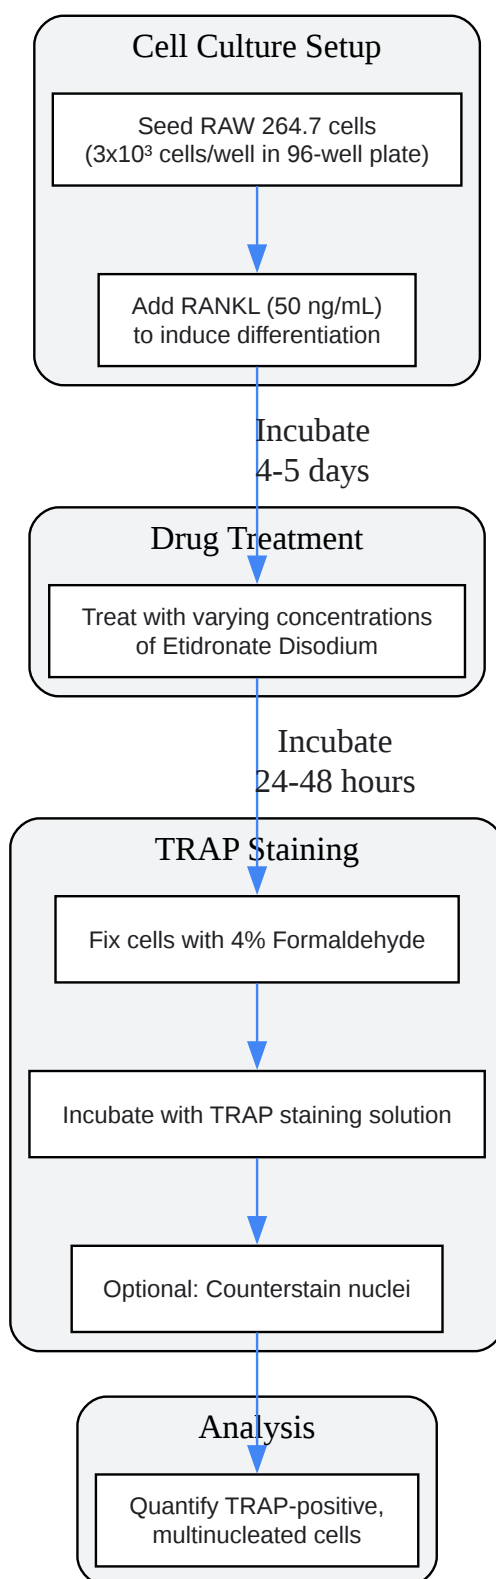 Cell Culture Setup
Seed RAW 264.7 cells
(3x10³ cells/well in 96-well plate)
Add RANKL (50 ng/mL)
to induce differentiation
Incubate
4-5 days
Drug Treatment
Treat with varying concentrations
of Etidronate Disodium
Incubate
24-48 hours
TRAP Staining
Fix cells with 4% Formaldehyde
Incubate with TRAP staining solution
Optional: Counterstain nuclei
Analysis
Quantify TRAP-positive,
multinucleated cells